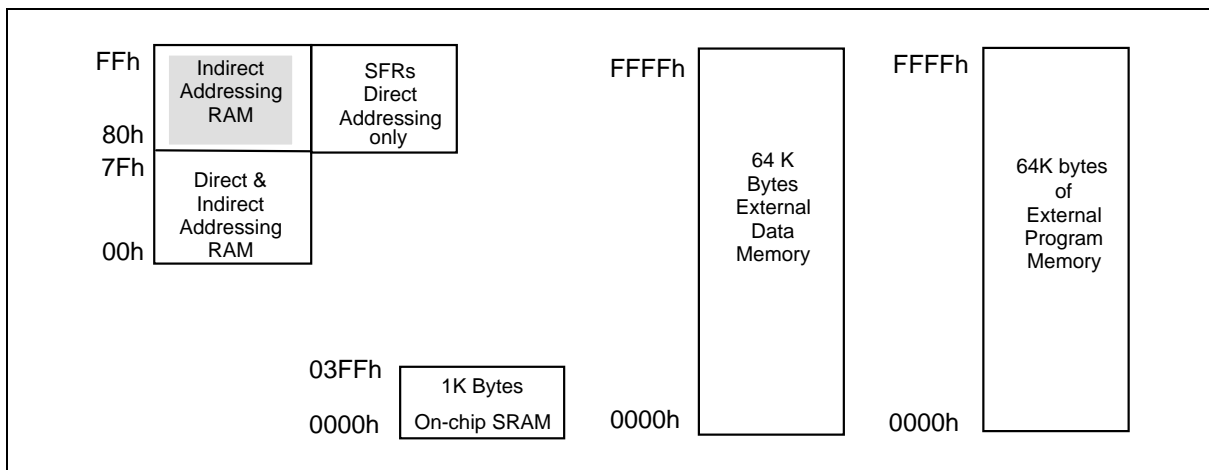 FFh
Indirect
Addressing
RAM
80h
SFRs
Direct
Addressing
only
7Fh
Direct &
Indirect
Addressing
RAM
00h
03FFh
1K Bytes
On-chip SRAM
0000h
FFFFh
64 K
Bytes
External
Data
Memory
0000h
FFFFh
64K bytes
of
External
Program
Memory
0000h